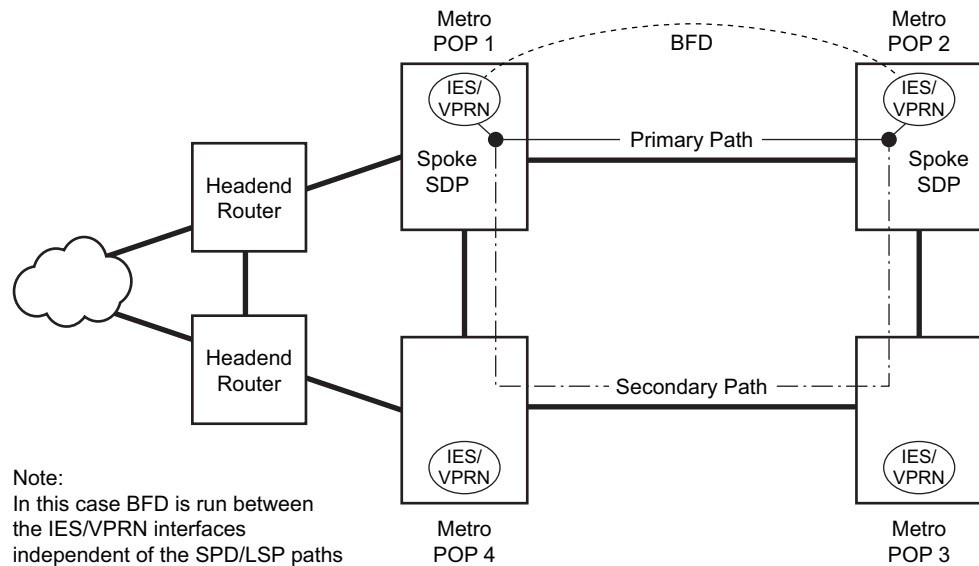 Metro
POP 1
Metro
POP 2
BFD
IES/
VPRN
IES/
VPRN
Primary Path
Spoke
SDP
Spoke
SDP
Headend
Router
Headend
Router
Secondary Path
IES/
VPRN
IES/
VPRN
Note:
In this case BFD is run between
the IES/VPRN interfaces
independent of the SPD/LSP paths
Metro
POP 4
Metro
POP 3